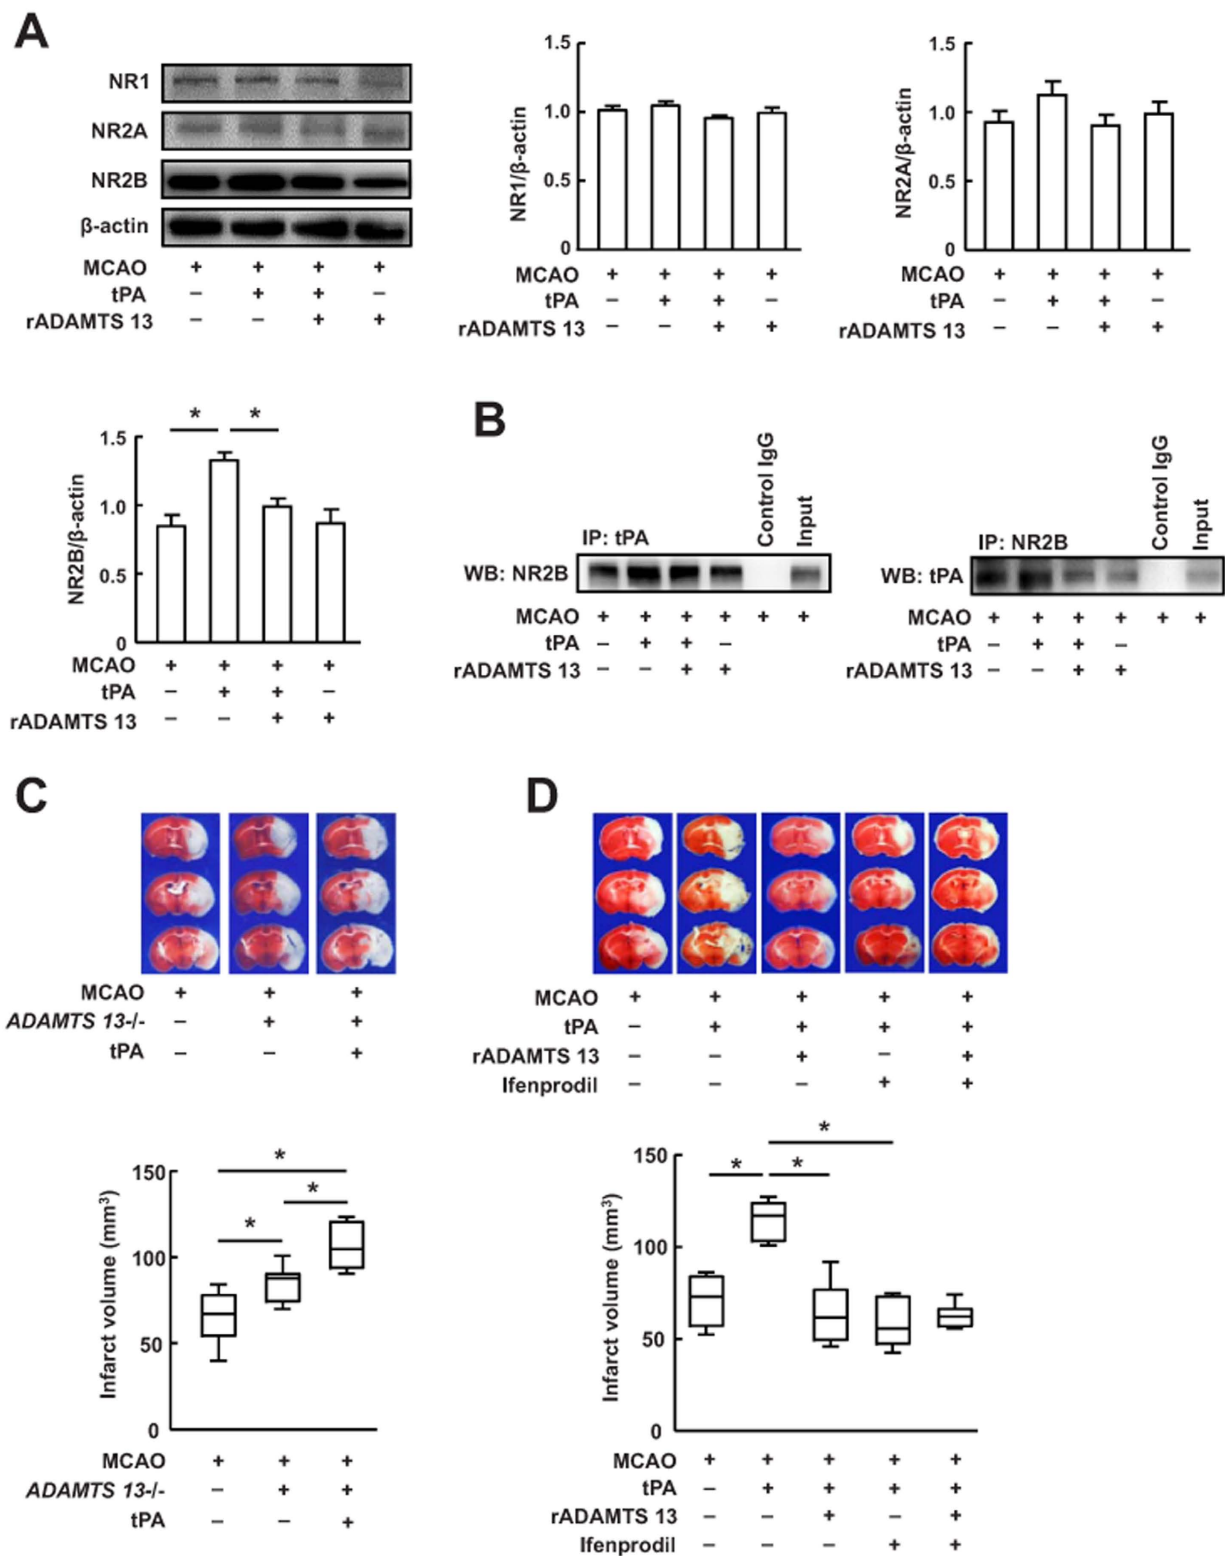 A
NR1
NR2A
NR2B
β-actin
MCAO + + + +
tPA – + + –
rADAMTS 13 – – + +
1.5
1.0
0.5
0
NR1/β-actin
MCAO + + + +
tPA – + + –
rADAMTS 13 – – + +
1.5
1.0
0.5
0
NR2A/β-actin
MCAO + + + +
tPA – + + –
rADAMTS 13 – – + +
* *
1.5
1.0
0.5
0
NR2B/β-actin
MCAO + + + +
tPA – + + –
rADAMTS 13 – – + +
B
IP: tPA
Control IgG
Input
WB: NR2B
MCAO + + + + + +
tPA – + + –
rADAMTS 13 – – + +
IP: NR2B
Control IgG
Input
WB: tPA
MCAO + + + + + +
tPA – + + –
rADAMTS 13 – – + +
C
MCAO + + +
ADAMTS 13-/- – + +
tPA – – +
*
*
*
150
100
50
0
Infarct volume (mm³)
MCAO + + +
ADAMTS 13-/- – + +
tPA – – +
D
MCAO + + + + +
tPA – + + + +
rADAMTS 13 – – + – +
Ifenprodil – – – + +
*
* *
150
100
50
0
Infarct volume (mm³)
MCAO + + + + +
tPA – + + + +
rADAMTS 13 – – + – +
Ifenprodil – – – + +